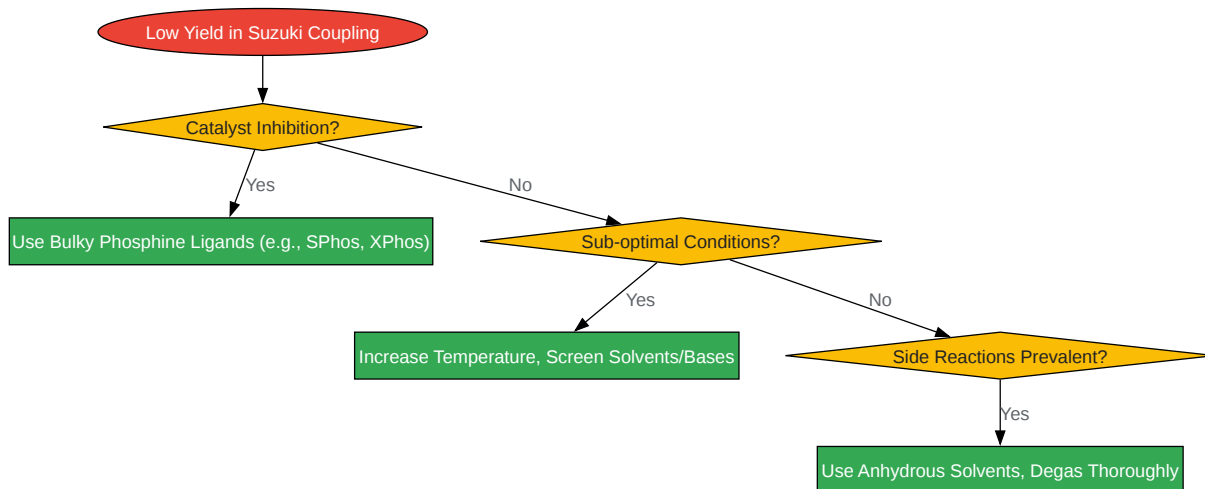 Low Yield in Suzuki Coupling
Catalyst Inhibition?
Yes
No
Use Bulky Phosphine Ligands (e.g., SPhos, XPhos)
Sub-optimal Conditions?
Yes
No
Increase Temperature, Screen Solvents/Bases
Side Reactions Prevalent?
Yes
Use Anhydrous Solvents, Degas Thoroughly